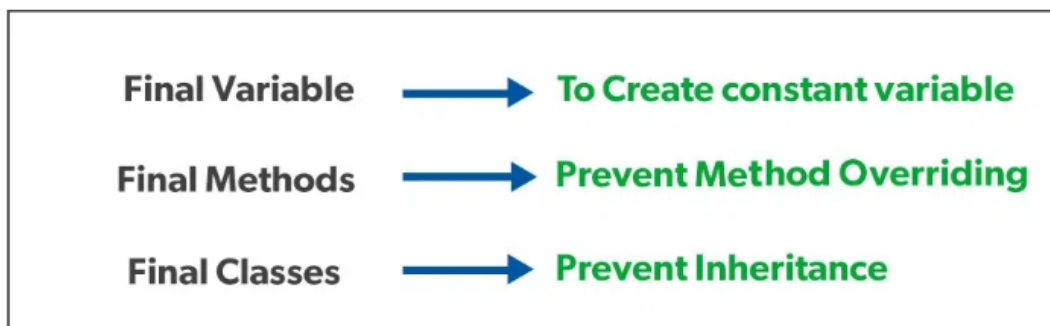 Final Variable To Create constant variable
Final Methods Prevent Method Overriding
Final Classes Prevent Inheritance